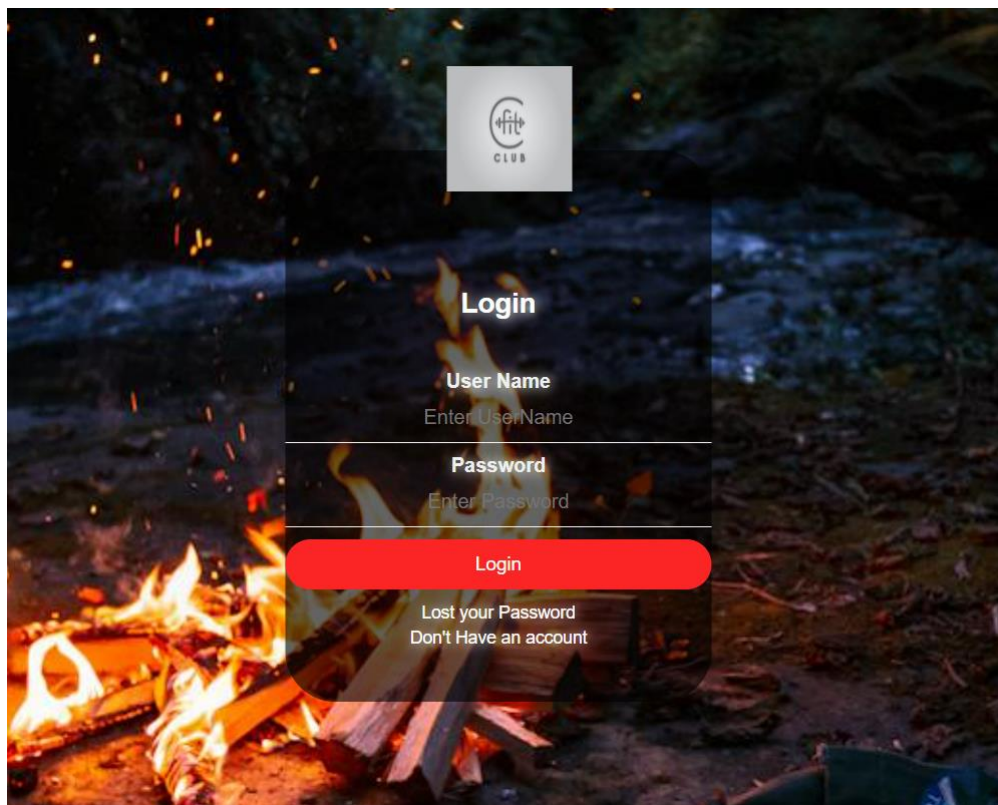 fit
CLUB
Login
User Name
Enter UserName
Password
Enter Password
Login
Lost your Password
Don't Have an account